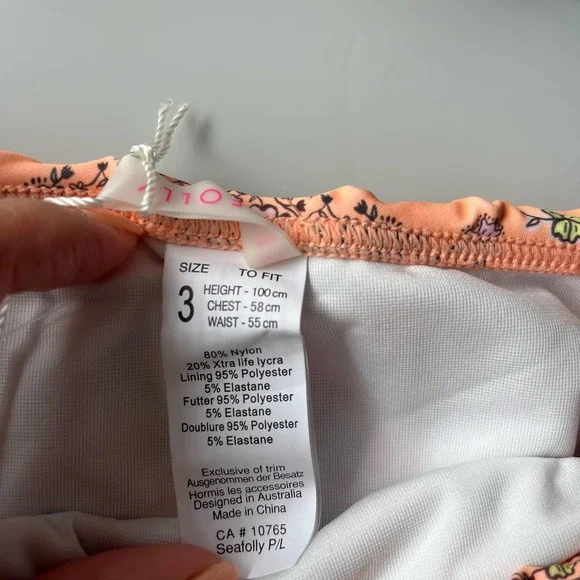 FOLL
SIZE TO FIT
3 HEIGHT - 100cm
CHEST - 58cm
WAIST - 55cm
80% Nylon
20% Xtra life lycra
Lining 95% Polyester
5% Elastane
Futter 95% Polyester
5% Elastane
Doublure 95% Polyester
5% Elastane
Exclusive of trim
Ausgenommen der Besatz
Hormis les accessoires
Designed in Australia
Made in China
CA # 10765
Seafolly P/L